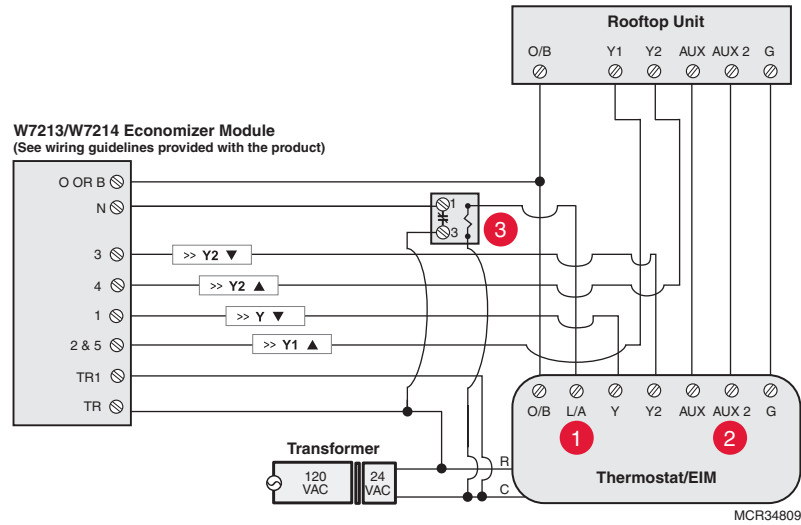 Rooftop Unit
O/B Y1 Y2 AUX AUX 2 G
W7213/W7214 Economizer Module
(See wiring guidelines provided with the product)
O OR B
N
1
3
3
3
>> Y2 ▼
4
>> Y2 ▲
1
>> Y ▼
2 & 5
>> Y1 ▲
TR1
TR
O/B L/A Y Y2 AUX AUX 2 G
1
2
Transformer
120
VAC
24
VAC
R
C
Thermostat/EIM
MCR34809